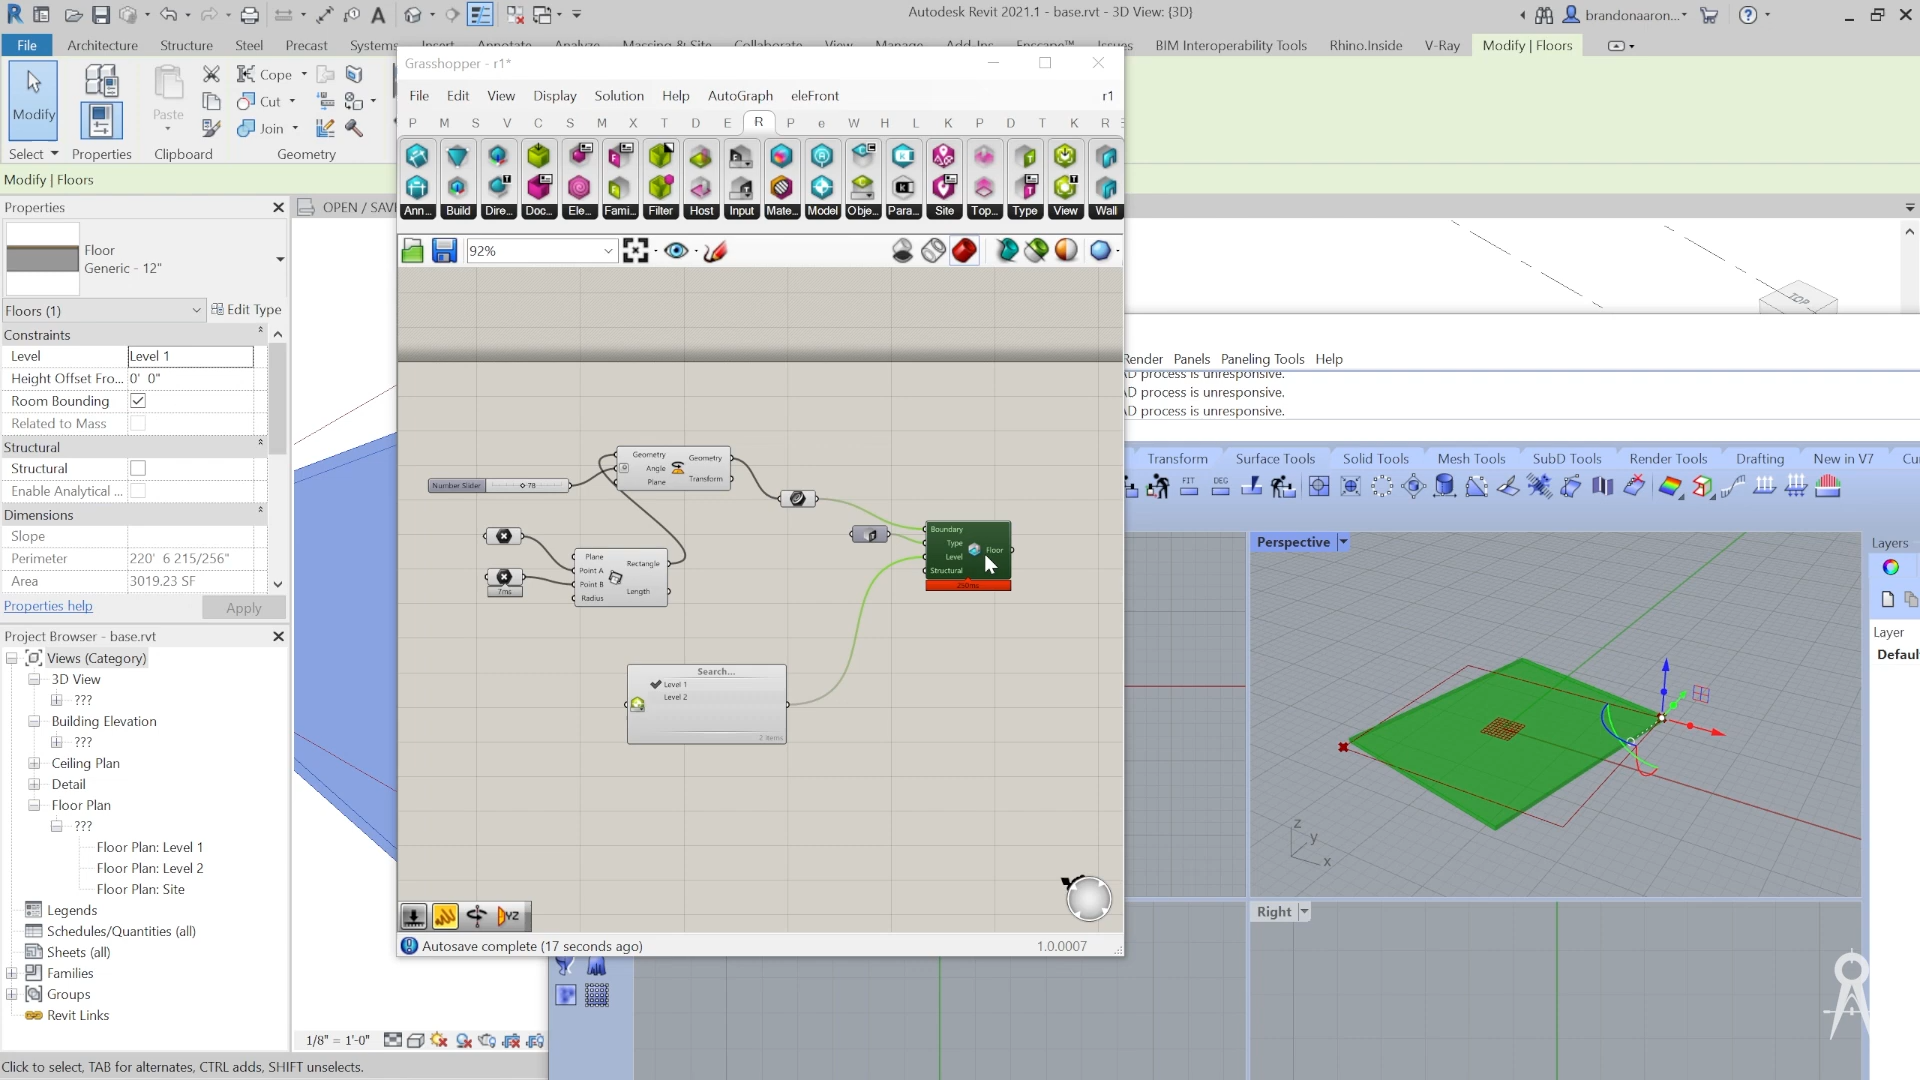 Autodesk Revit 2021.1 - base.rvt - 3D View: {3D}
brandonaaron...
File
Architecture
Structure
Steel
Precast
Systems
BIM Interoperability Tools
Rhino.Inside
V-Ray
Modify | Floors
Modify
Paste
Cope
Cut
Join
Select
Properties
Clipboard
Geometry
Modify | Floors
Grasshopper - r1*
File
Edit
View
Display
Solution
Help
AutoGraph
eleFront
r1
P M S V C S M X T D E R P e W H L K P D T K R
Ann... Build Dire... Doc... Ele... Fami... Filter Host Input Mate... Model Obje... Para... Site Top... Type View Wall
92%
Properties
OPEN / SAVE
Floor
Generic - 12"
Floors (1)
Edit Type
Constraints
Level
Level 1
Height Offset Fro...
0' 0"
Room Bounding
Related to Mass
Structural
Structural
Enable Analytical ...
Dimensions
Slope
Perimeter
220' 6 215/256"
Area
3019.23 SF
Properties help
Apply
Number Slider
78
Geometry
Angle
Plane
Geometry
Transform
Plane
Point A
Point B
Radius
Rectangle
Length
7ms
Boundary
Type
Level
Structural
Floor
250ms
Search...
Level 1
Level 2
2 items
YZ
Autosave complete (17 seconds ago)
1.0.0007
TOP
Render Panels Paneling Tools Help
D process is unresponsive.
D process is unresponsive.
D process is unresponsive.
Transform
Surface Tools
Solid Tools
Mesh Tools
SubD Tools
Render Tools
Drafting
New in V7
Cu
FIT
DEG
Perspective
z
y
x
Right
Layers
Layer
Defaul
Project Browser - base.rvt
Views (Category)
3D View
???
Building Elevation
???
Ceiling Plan
Detail
Floor Plan
???
Floor Plan: Level 1
Floor Plan: Level 2
Floor Plan: Site
Legends
Schedules/Quantities (all)
Sheets (all)
Families
Groups
Revit Links
1/8" = 1'-0"
Click to select, TAB for alternates, CTRL adds, SHIFT unselects.